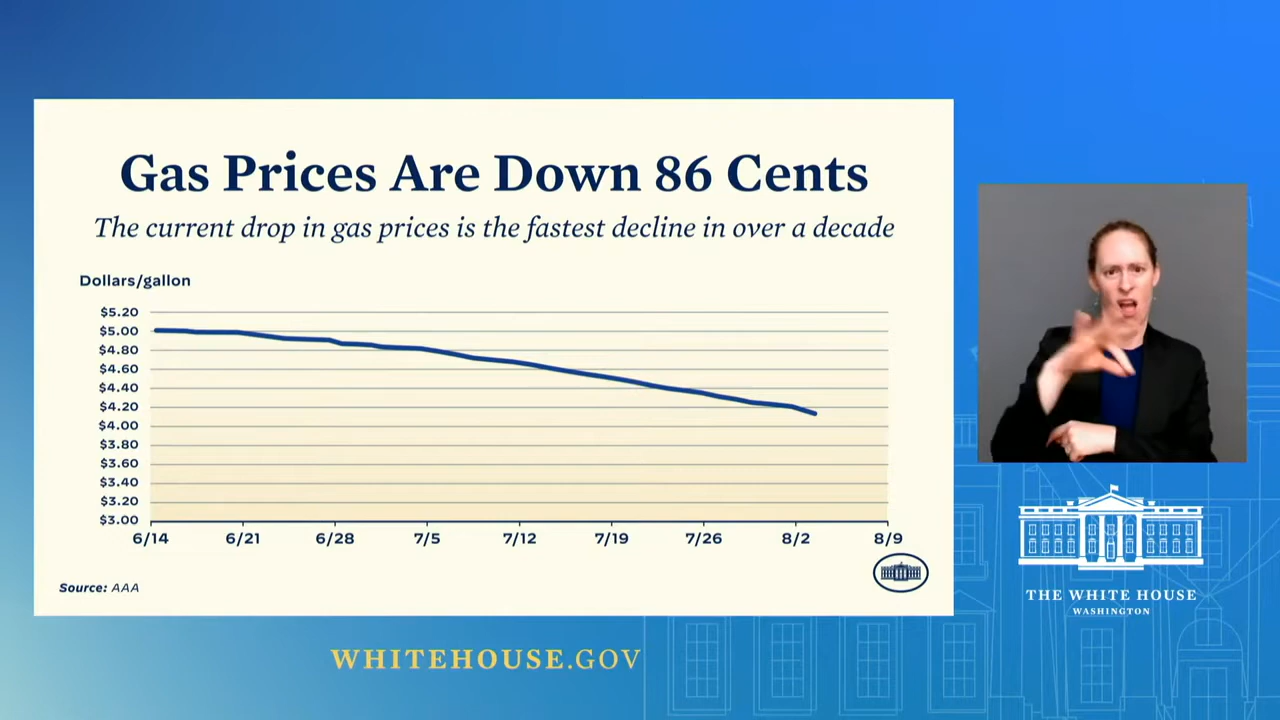 Gas Prices Are Down 86 Cents
The current drop in gas prices is the fastest decline in over a decade
Dollars/gallon
$5.20
$5.00
$4.80
$4.60
$4.40
$4.20
$4.00
$3.80
$3.60
$3.40
$3.20
$3.00
6/14 6/21 6/28 7/5 7/12 7/19 7/26 8/2 8/9
Source: AAA
THE WHITE HOUSE
WASHINGTON
WHITEHOUSE.GOV